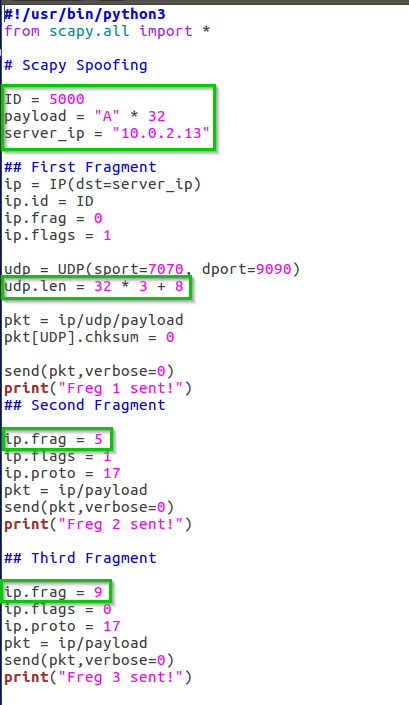 #!/usr/bin/python3
from scapy.all import *
# Scapy Spoofing
ID = 5000
payload = "A" * 32
server_ip = "10.0.2.13"
## First Fragment
ip = IP(dst=server_ip)
ip.id = ID
ip.frag = 0
ip.flags = 1
udp = UDP(sport=7070, dport=9090)
udp.len = 32 * 3 + 8
pkt = ip/udp/payload
pkt[UDP].chksum = 0
send(pkt,verbose=0)
print("Freg 1 sent!")
## Second Fragment
ip.frag = 5
ip.flags = 1
ip.proto = 17
pkt = ip/payload
send(pkt,verbose=0)
print("Freg 2 sent!")
## Third Fragment
ip.frag = 9
ip.flags = 0
ip.proto = 17
pkt = ip/payload
send(pkt,verbose=0)
print("Freg 3 sent!")